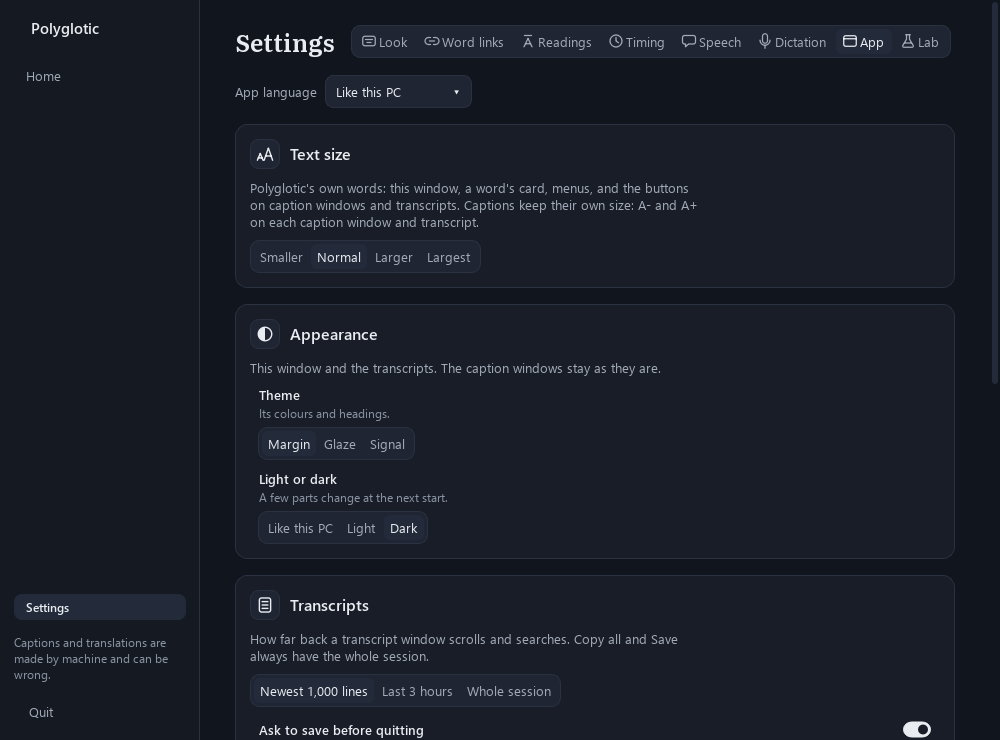 Polyglotic
Home
Settings
Captions and translations are
made by machine and can be
wrong.
Quit
Settings
Look
Word links
Readings
Timing
Speech
Dictation
App
Lab
App language
Like this PC
Text size
Polyglotic's own words: this window, a word's card, menus, and the buttons
on caption windows and transcripts. Captions keep their own size: A- and A+
on each caption window and transcript.
Smaller
Normal
Larger
Largest
Appearance
This window and the transcripts. The caption windows stay as they are.
Theme
Its colours and headings.
Margin
Glaze
Signal
Light or dark
A few parts change at the next start.
Like this PC
Light
Dark
Transcripts
How far back a transcript window scrolls and searches. Copy all and Save
always have the whole session.
Newest 1,000 lines
Last 3 hours
Whole session
Ask to save before quitting